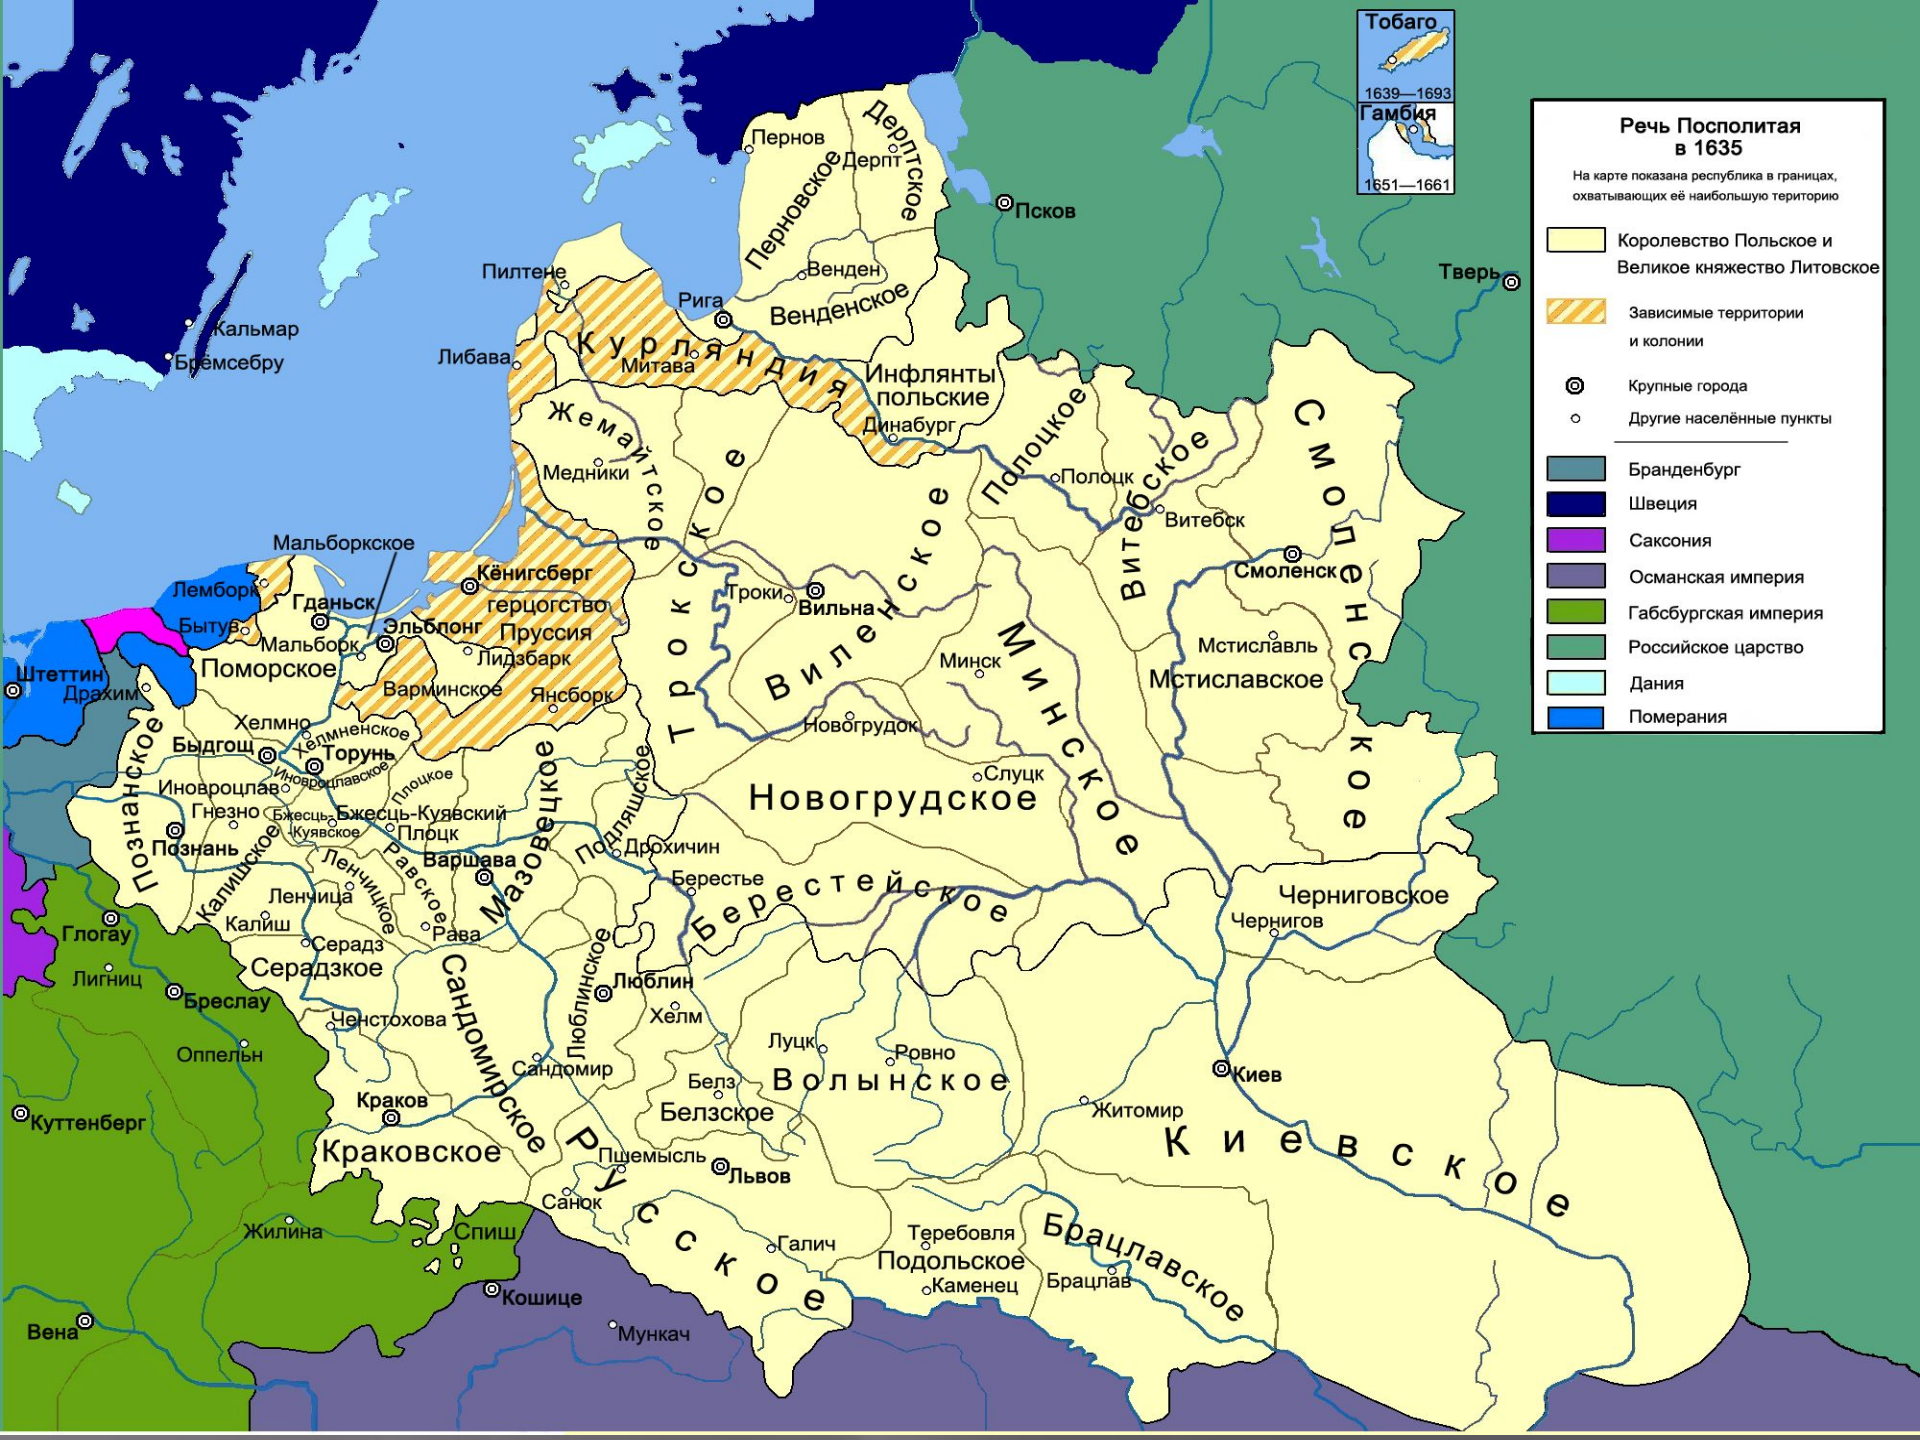 Тобаго
1639—1693
Гамбия
1651—1661
Речь Посполитая
в 1635
На карте показана республика в границах,
охватывающих её наибольшую територию
Королевство Польское и
Великое княжество Литовское
Зависимые территории
и колонии
Крупные города
Другие населённые пункты
Бранденбург
Швеция
Саксония
Османская империя
Габсбургская империя
Российское царство
Дания
Померания
Пернов
Дерптское
Дерпт
Перновское
Псков
Венден
Венденское
Тверь
Пилтене
Рига
Кальмар
Брёмсебру
Либава
Курляндия
Митава
Инфлянты
польские
Динабург
Жемайтское
Медники
Полоцкое
Полоцк
Витебское
Витебск
Смоленское
Смоленск
Мальборкское
Кёнигсберг
герцогство
Пруссия
Лемборк
Гданьск
Бытув
Эльблонг
Мальборк
Лидзбарк
Поморское
Варминское
Янсборк
Штеттин
Драхим
Трокское
Троки
Вильна
Виленское
Минск
Минское
Мстиславль
Мстиславское
Новогрудок
Слуцк
Новогрудское
Хелмно
Хелмненское
Быдгощ
Торунь
Иновроцлавское
Иновроцлав
Плоцкое
Гнезно
Бжесць-
-Куявское
Бжесць-Куявский
Плоцк
Познанское
Познань
Калишское
Ленчицкое
Равское
Варшава
Мазовецкое
Подляшское
Дрохичин
Ленчица
Калиш
Рава
Серадз
Серадзкое
Берестье
Берестейское
Черниговское
Чернигов
Глогау
Лигниц
Бреслау
Оппельн
Куттенберг
Ченстохова
Сандомирское
Сандомир
Люблинское
Люблин
Хелм
Луцк
Ровно
Волынское
Белз
Белзское
Киев
Житомир
Киевское
Краков
Краковское
Русское
Пшемысль
Львов
Санок
Галич
Теребовля
Подольское
Каменец
Брацлавское
Брацлав
Жилина
Спиш
Кошице
Мункач
Вена